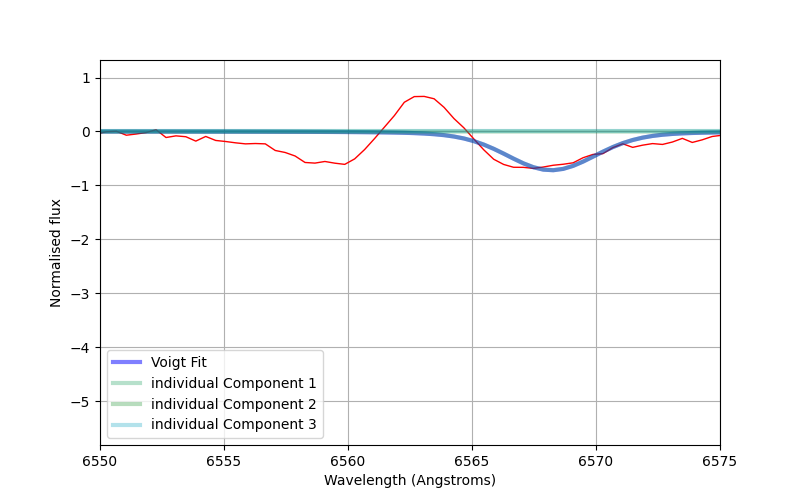 1
0
−1
−2
−3
−4
−5
Normalised flux
Voigt Fit
individual Component 1
individual Component 2
individual Component 3
6550 6555 6560 6565 6570 6575
Wavelength (Angstroms)